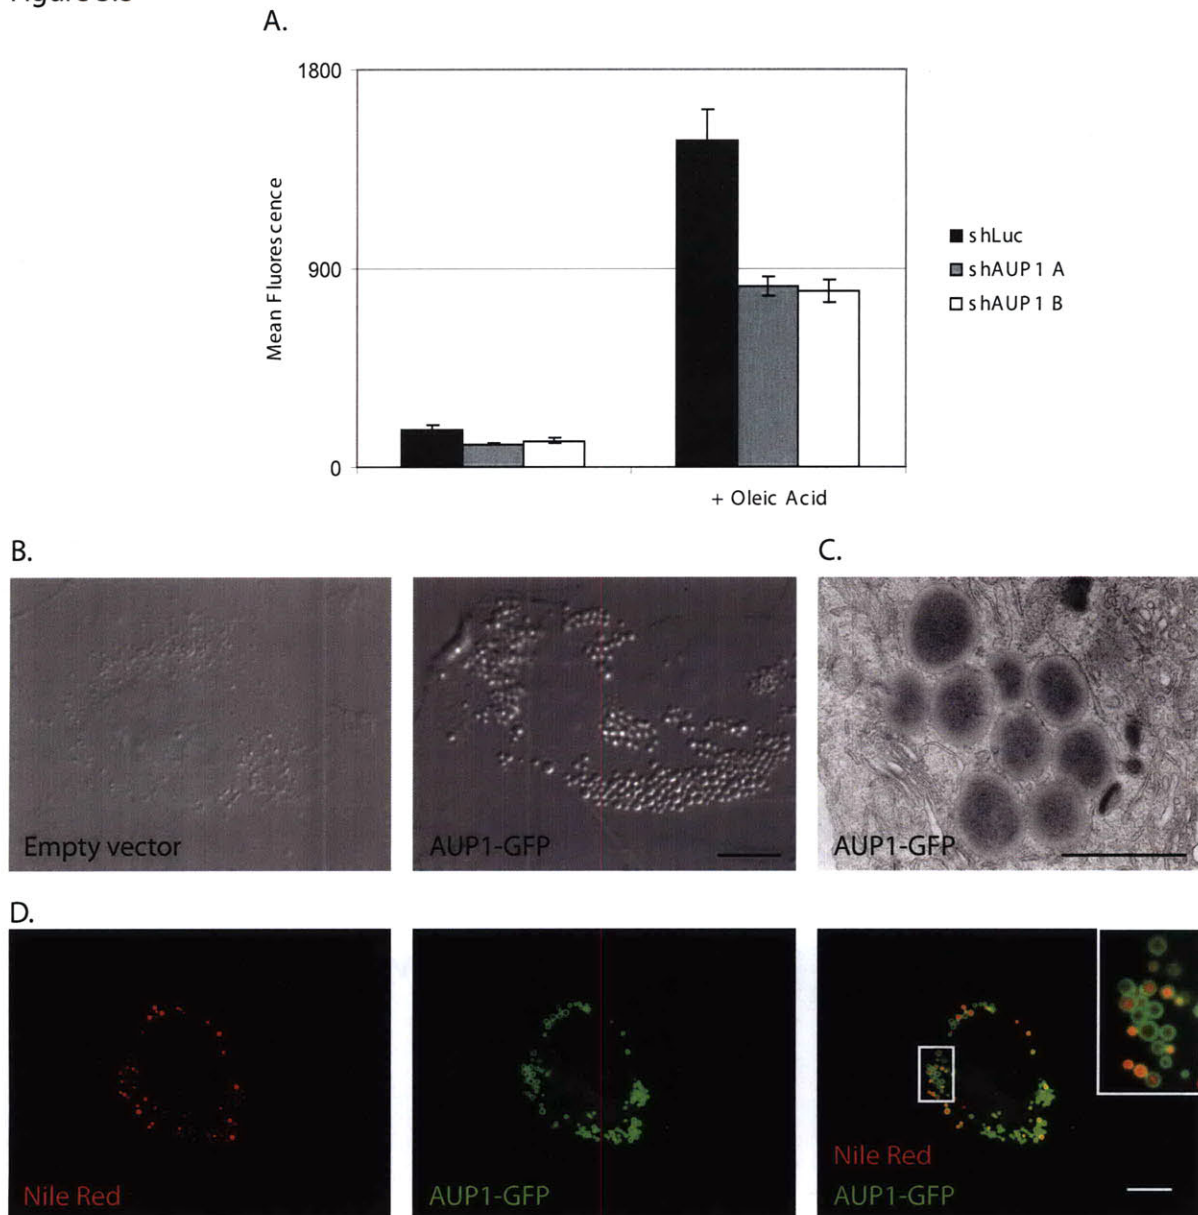 A.
1800
900
0
Mean Fluorescence
+ Oleic Acid
shLuc
shAUP1 A
shAUP1 B
B.
Empty vector
AUP1-GFP
C.
AUP1-GFP
D.
Nile Red
AUP1-GFP
Nile Red
AUP1-GFP